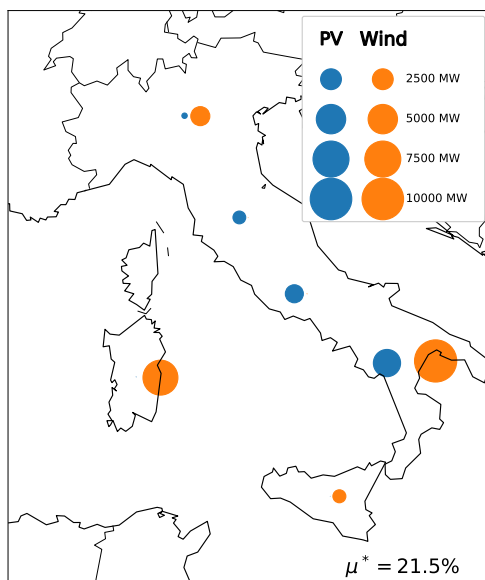 PV Wind
2500 MW
5000 MW
7500 MW
10000 MW
μ* = 21.5%